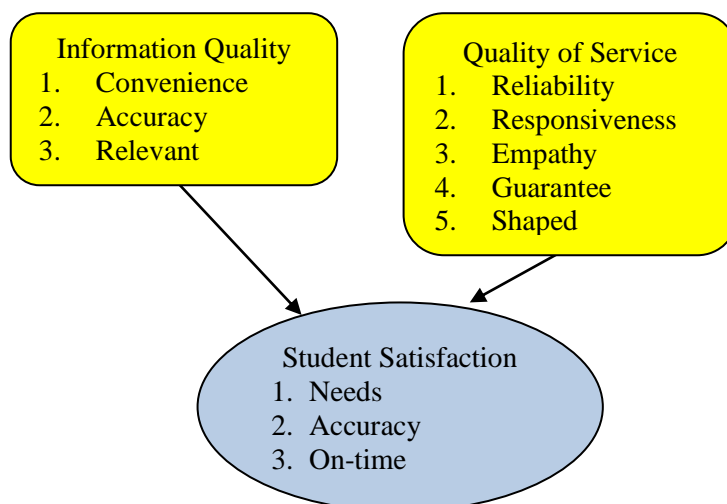 Information Quality
1. Convenience
2. Accuracy
3. Relevant
Quality of Service
1. Reliability
2. Responsiveness
3. Empathy
4. Guarantee
5. Shaped
Student Satisfaction
1. Needs
2. Accuracy
3. On-time